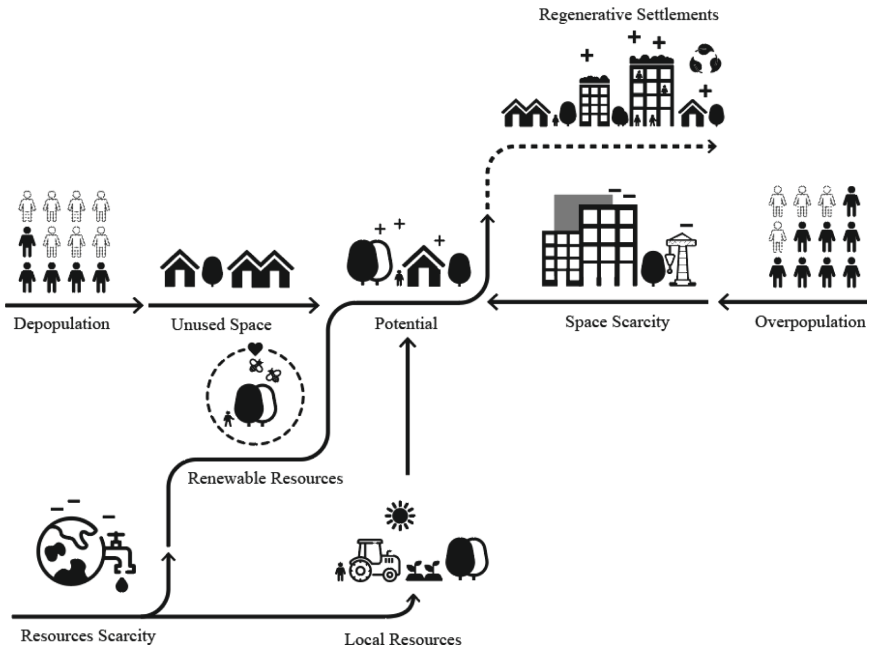 Regenerative Settlements
Depopulation
Unused Space
Potential
Space Scarcity
Overpopulation
Renewable Resources
Resources Scarcity
Local Resources